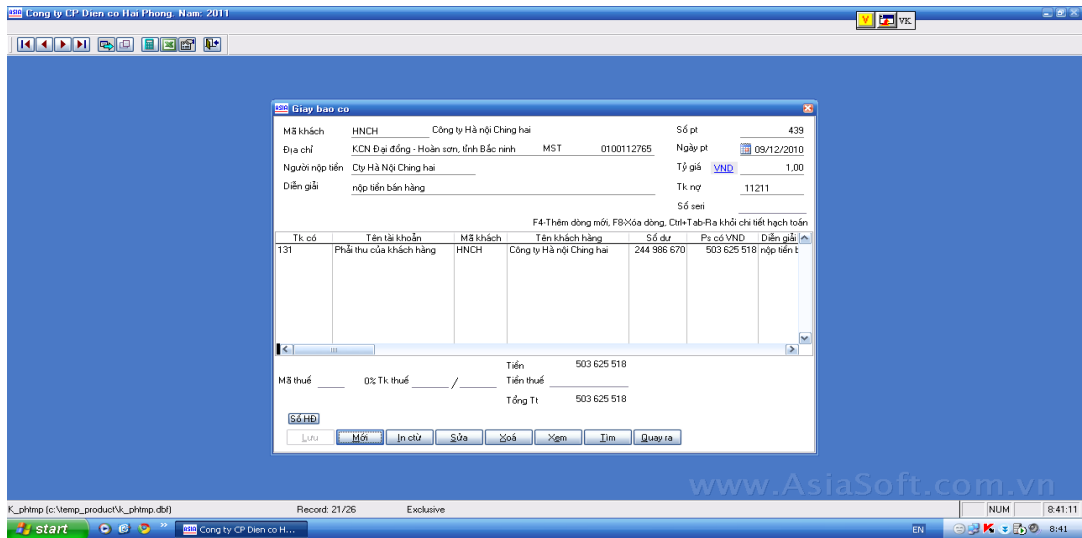 ASIA Cong ty CP Dien co Hai Phong. Nam: 2011
V VK
ASIA Giay bao co
Mã khách HNCH Công ty Hà nội Ching hai Số pt 439
Địa chỉ KCN Đại đồng - Hoàn sơn, tỉnh Bắc ninh MST 0100112765 Ngày pt 09/12/2010
Người nộp tiền Cty Hà Nội Ching hai Tỷ giá VND 1,00
Diễn giải nộp tiền bán hàng Tk nợ 11211
Số seri
F4-Thêm dòng mới, F8-Xóa dòng, Ctrl+Tab-Ra khỏi chi tiết hạch toán
Tk có Tên tài khoản Mã khách Tên khách hàng Số dư Ps có VND Diễn giải
131 Phải thu của khách hàng HNCH Công ty Hà nội Ching hai 244 986 670 503 625 518 nộp tiền b
Tiền 503 625 518
Mã thuế 0% Tk thuế / Tiền thuế
Tổng Tt 503 625 518
Số HĐ
Lưu Mới In ctừ Sửa Xoá Xem Tìm Quay ra
www.AsiaSoft.com.vn
K_phtmp (c:\temp_product\k_phtmp.dbf) Record: 21/26 Exclusive NUM 8:41:11
start ASIA Cong ty CP Dien co H... EN 8:41